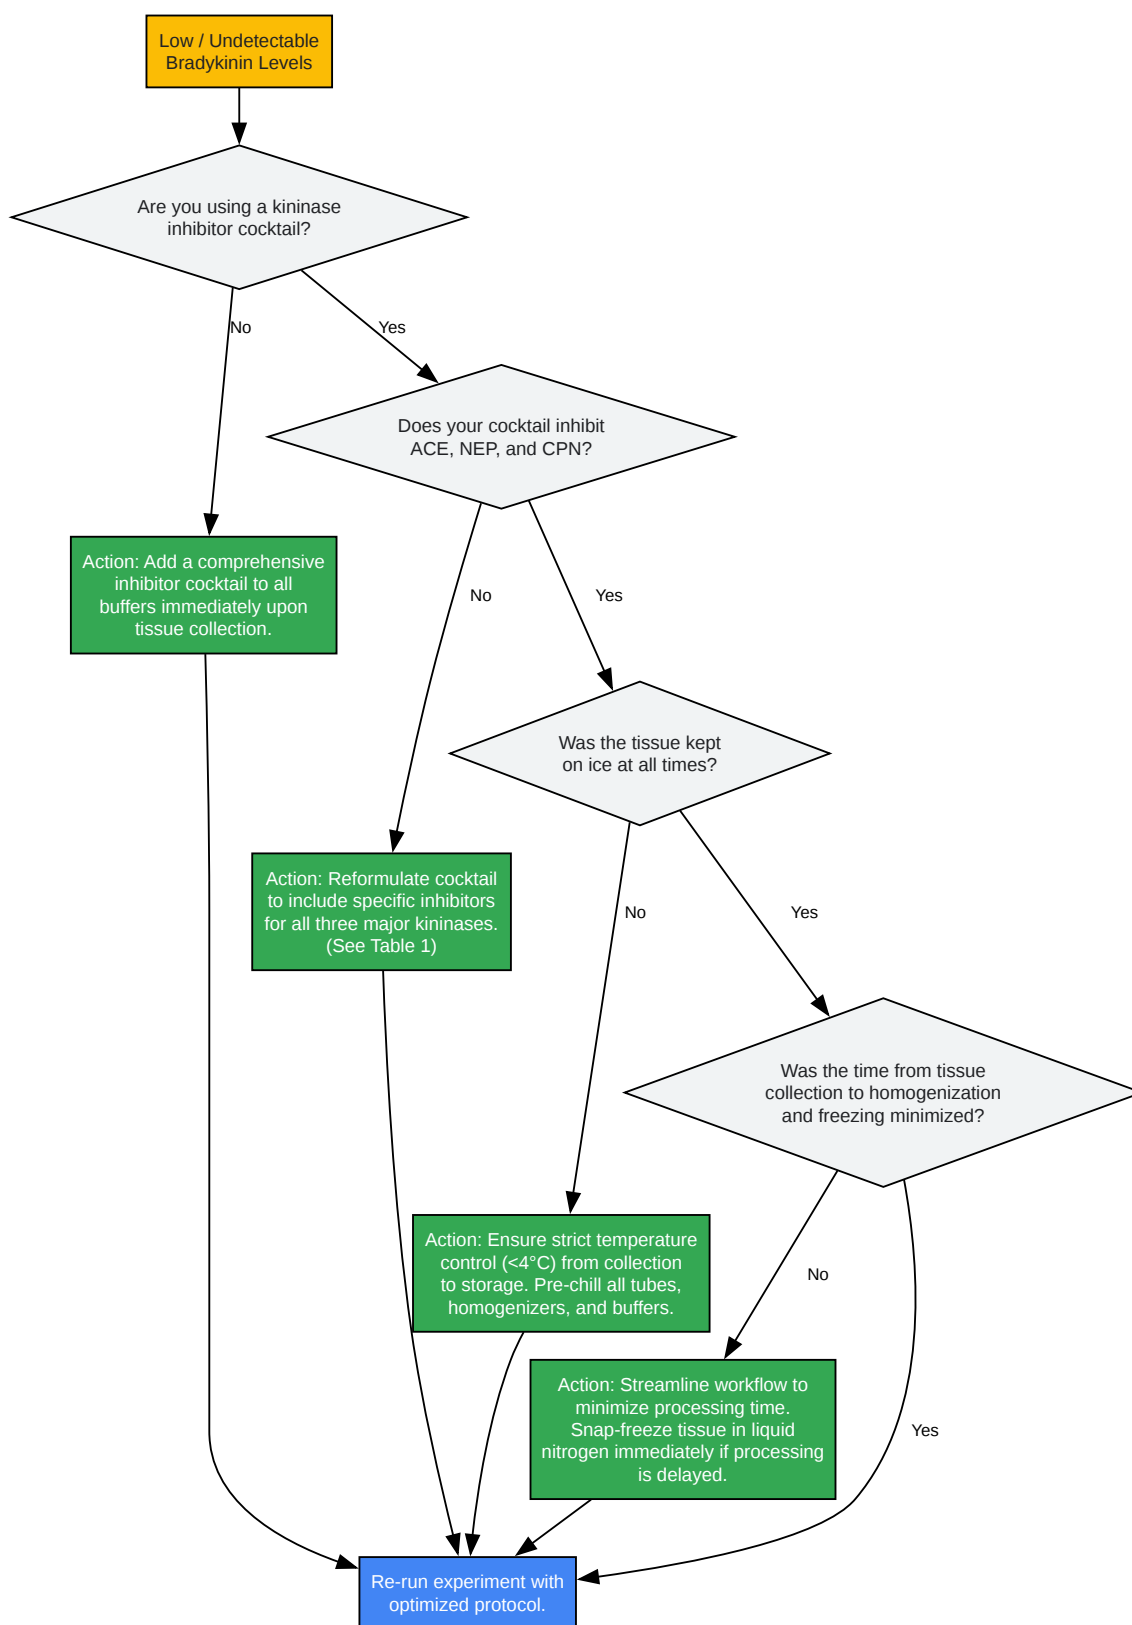 Low / Undetectable
Bradykinin Levels
Are you using a kininase
inhibitor cocktail?
No
Yes
Does your cocktail inhibit
ACE, NEP, and CPN?
Action: Add a comprehensive
inhibitor cocktail to all
buffers immediately upon
tissue collection.
No
Yes
Was the tissue kept
on ice at all times?
Action: Reformulate cocktail
to include specific inhibitors
for all three major kininases.
(See Table 1)
No
Yes
Was the time from tissue
collection to homogenization
and freezing minimized?
Action: Ensure strict temperature
control (<4°C) from collection
to storage. Pre-chill all tubes,
homogenizers, and buffers.
No
Action: Streamline workflow to
minimize processing time.
Snap-freeze tissue in liquid
nitrogen immediately if processing
is delayed.
Yes
Re-run experiment with
optimized protocol.